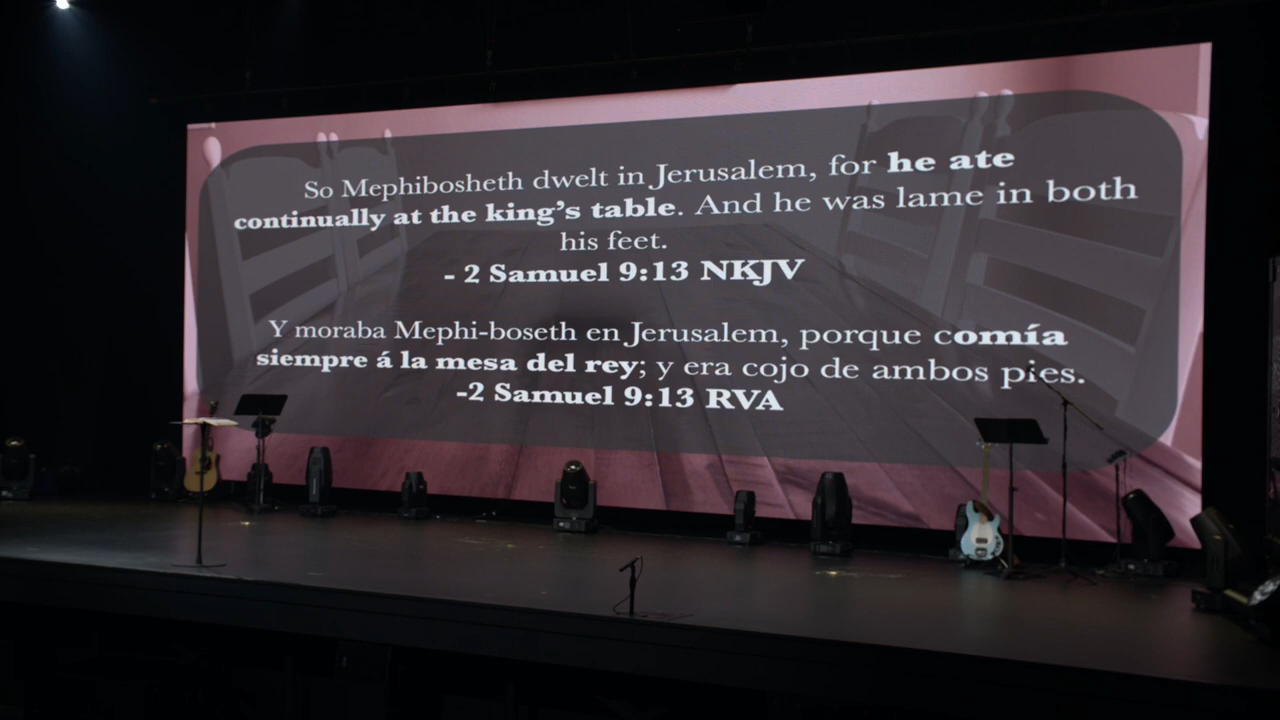 So Mephibosheth dwelt in Jerusalem, for he ate
continually at the king's table. And he was lame in both
his feet.
- 2 Samuel 9:13 NKJV
Y moraba Mephi-boseth en Jerusalem, porque comía
siempre á la mesa del rey; y era cojo de ambos pies.
-2 Samuel 9:13 RVA